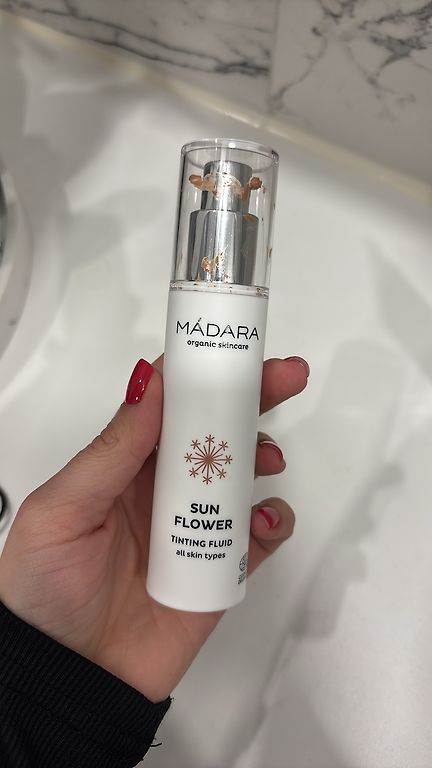 MÁDARA
organic skincare
SUN
FLOWER
TINTING FLUID
all skin types